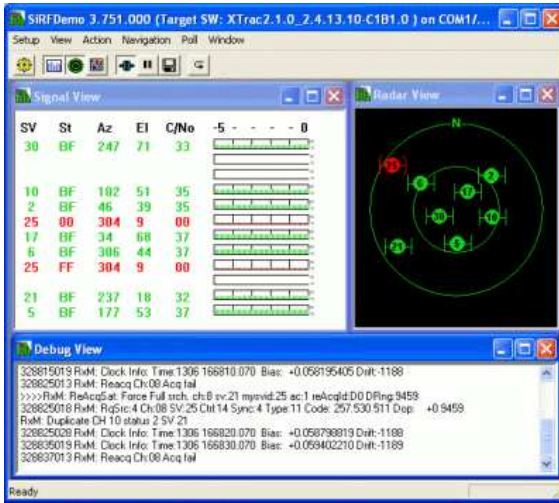 SiRFDemo 3.751.000 (Target SW: XTrac2.1.0_2.4.13.10-C1B1.0 ) on COM1/...
Setup View Action Navigation Poll Window
Signal View
SV St Az El C/No -5 - - - - 0
30 BF 247 71 33
10 BF 102 51 35
2 BF 46 39 35
25 00 304 9 00
17 BF 34 68 37
6 BF 306 44 37
25 FF 304 9 00
21 BF 237 18 32
5 BF 177 53 37
Radar View
N
25
6
2
17
30
10
21
5
Debug View
328815019 RxM: Clock Info: Time:1306 166810.070 Bias: +0.058195405 Drift:-1188
328825013 RxM: Reacq Ch:08 Acq fail
>>>>RxM: ReAcqSat: Force Full srch. ch:8 sv:21 mysvid:25 ac:1 reAcqId:D0 DRng:9459
328825018 RxM: RqSrc:4 Ch:08 SV:25 Ctrl:14 Sync:4 Type:11 Code: 257.530 511 Dop: +0.9459
RxM: Duplicate CH 10 status 2 SV 21
328825028 RxM: Clock Info: Time:1306 166820.070 Bias: +0.058798819 Drift:-1188
328835019 RxM: Clock Info: Time:1306 166830.070 Bias: +0.059402210 Drift:-1189
328837013 RxM: Reacq Ch:08 Acq fail
Ready